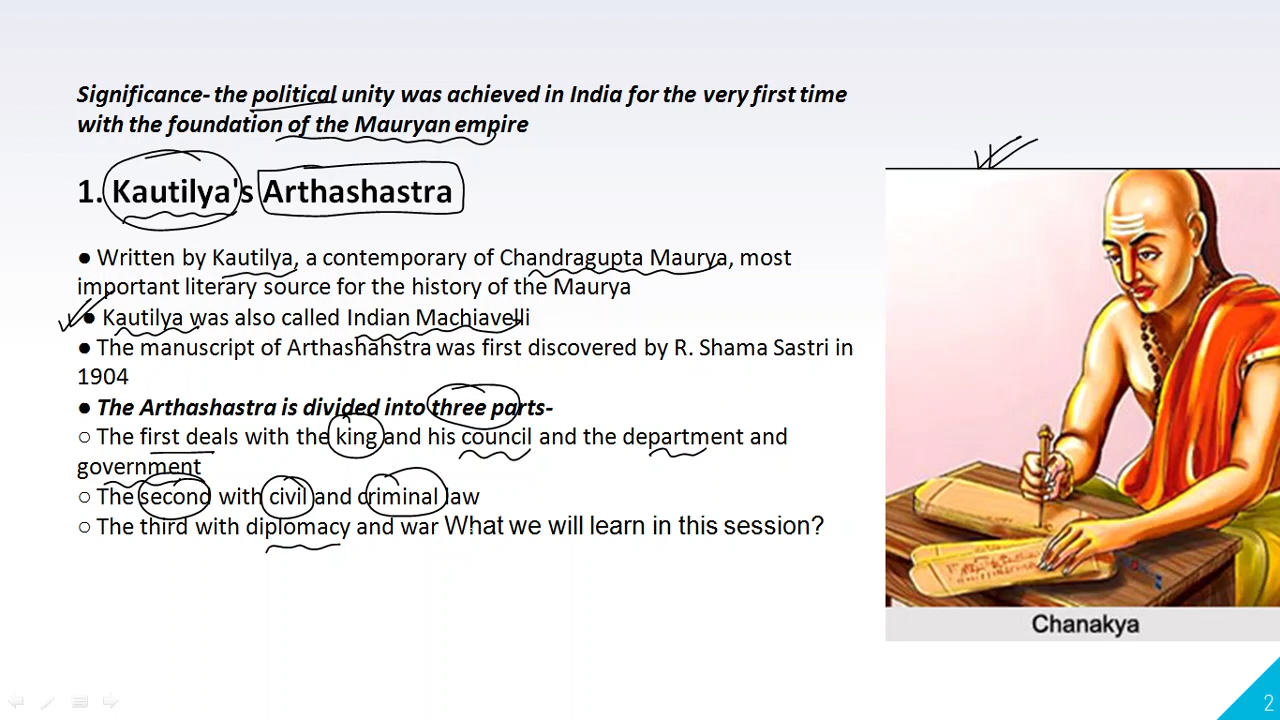 Significance- the political unity was achieved in India for the very first time
with the foundation of the Mauryan empire
1. Kautilya's Arthashastra
● Written by Kautilya, a contemporary of Chandragupta Maurya, most
important literary source for the history of the Maurya
● Kautilya was also called Indian Machiavelli
● The manuscript of Arthashahstra was first discovered by R. Shama Sastri in
1904
● The Arthashastra is divided into three parts-
○ The first deals with the king and his council and the department and
government
○ The second with civil and criminal law
○ The third with diplomacy and war What we will learn in this session?
Chanakya
2